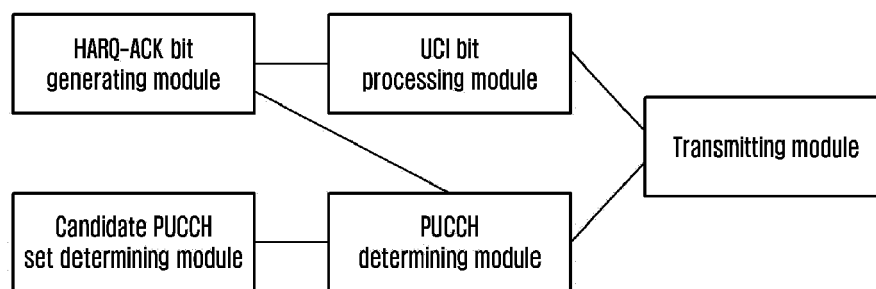 HARQ-ACK bit
generating module
UCI bit
processing module
Transmitting module
Candidate PUCCH
set determining module
PUCCH
determining module